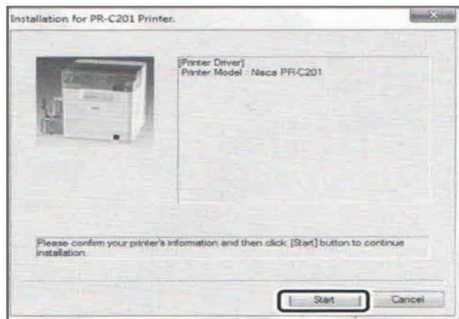 Installation for PR-C201 Printer.
[Printer Driver]
Printer Model : Nisca PR-C201
Please confirm your printer's information and then click [Start] button to continue
installation.
Start
Cancel